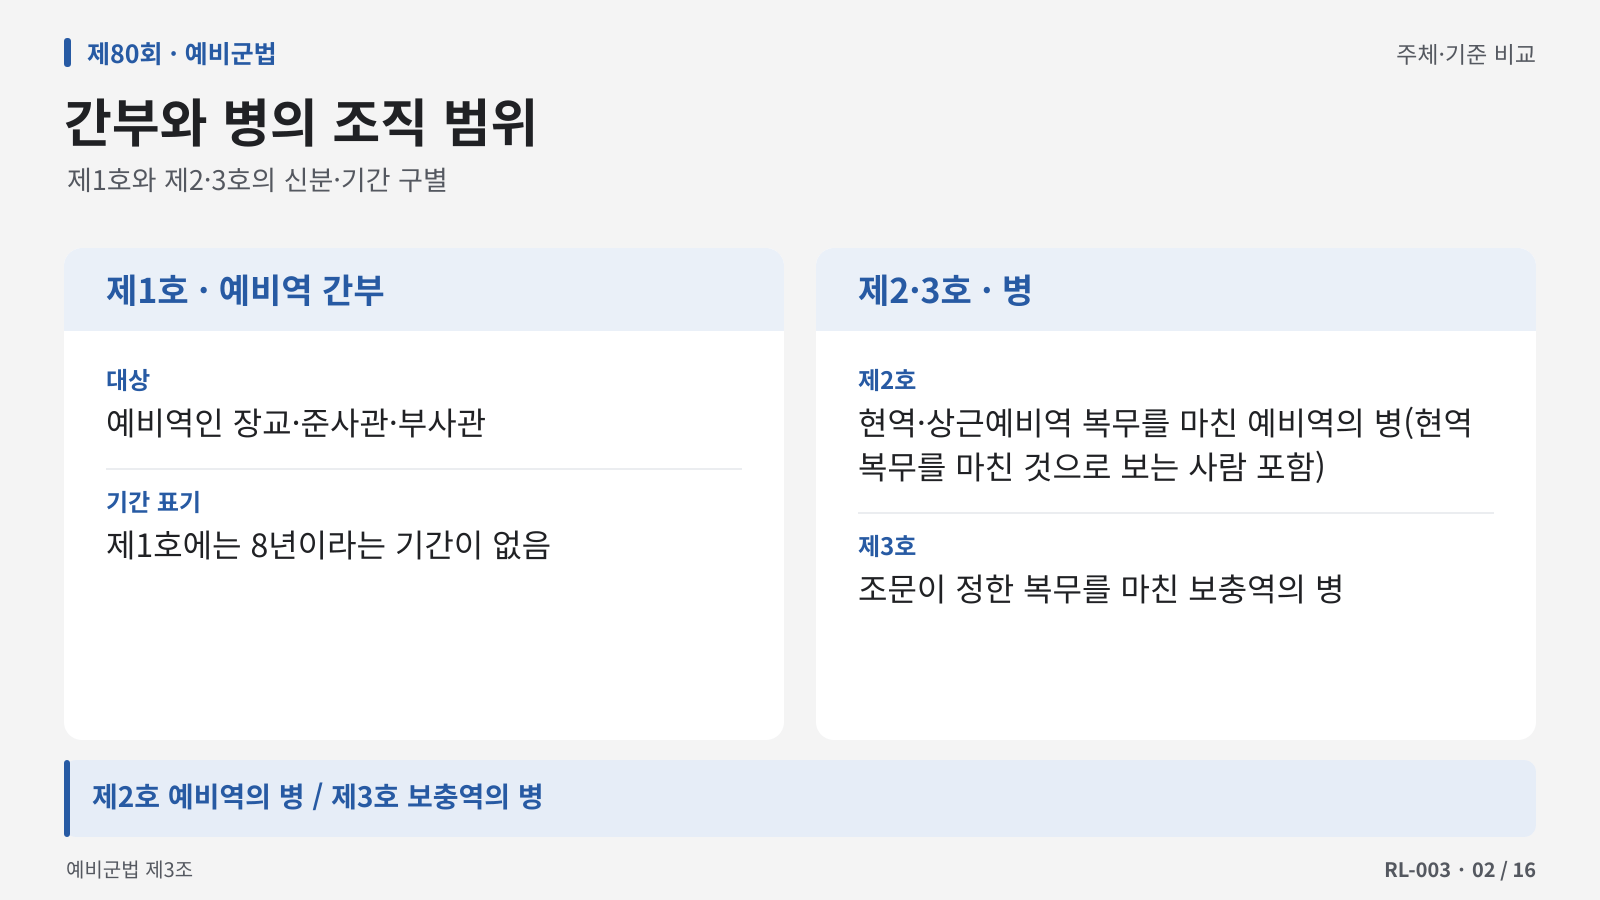 제80회 · 예비군법
주체·기준 비교
간부와 병의 조직 범위
제1호와 제2·3호의 신분·기간 구별
제1호 · 예비역 간부
대상
예비역인 장교·준사관·부사관
기간 표기
제1호에는 8년이라는 기간이 없음
제2·3호 · 병
제2호
현역·상근예비역 복무를 마친 예비역의 병(현역
복무를 마친 것으로 보는 사람 포함)
제3호
조문이 정한 복무를 마친 보충역의 병
제2호 예비역의 병 / 제3호 보충역의 병
예비군법 제3조
RL-003 · 02 / 16